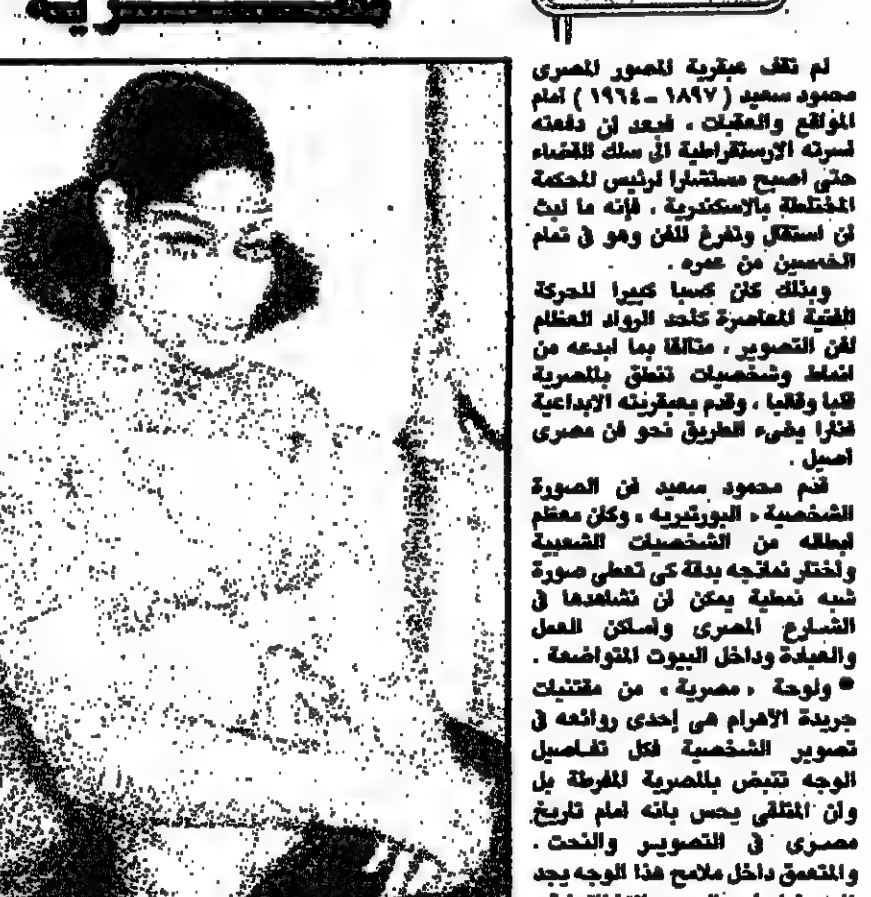 لم تقف عبقرية المصور المصرى
محمود سعيد ( ١٨٩٧ ـ ١٩٦٤ ) امام
المواقع والعقبات ، فبعد ان دفعته
اسرته الارستقراطية الى سلك القضاء
حتى اصبح مستشارا لرئيس المحكمة
المختلطة بالاسكندرية ، فإنه ما لبث
ان استقال وتفرغ للفن وهو فى تمام
الخمسين من عمره .
وبذلك كان كسبا كبيرا للحركة
الفنية المعاصرة كأحد الرواد العظام
لفن التصوير ، متألقا بما ابدعه من
انماط وشخصيات تنطق بالمصرية
قلبا وقالبا ، وقدم بعبقريته الابداعية
فنارا يضىء الطريق نحو فن مصرى
أصيل .
قدم محمود سعيد فن الصورة
الشخصية « البورتيريه » وكان معظم
ابطاله من الشخصيات الشعبية
واختار نماذجه بدقة كى تعطى صورة
شبه نمطية يمكن ان نشاهدها فى
الشارع المصرى واماكن العمل
والعبادة وداخل البيوت المتواضعة .
● ولوحة « مصرية » من مقتنيات
جريدة الاهرام هى إحدى روائعه فى
تصوير الشخصية فكل تفاصيل
الوجه تنبض بالمصرية المفرطة بل
وان المتلقى يحس بانه امام تاريخ
مصرى فى التصوير والنحت .
والمتعمق داخل ملامح هذا الوجه يجد